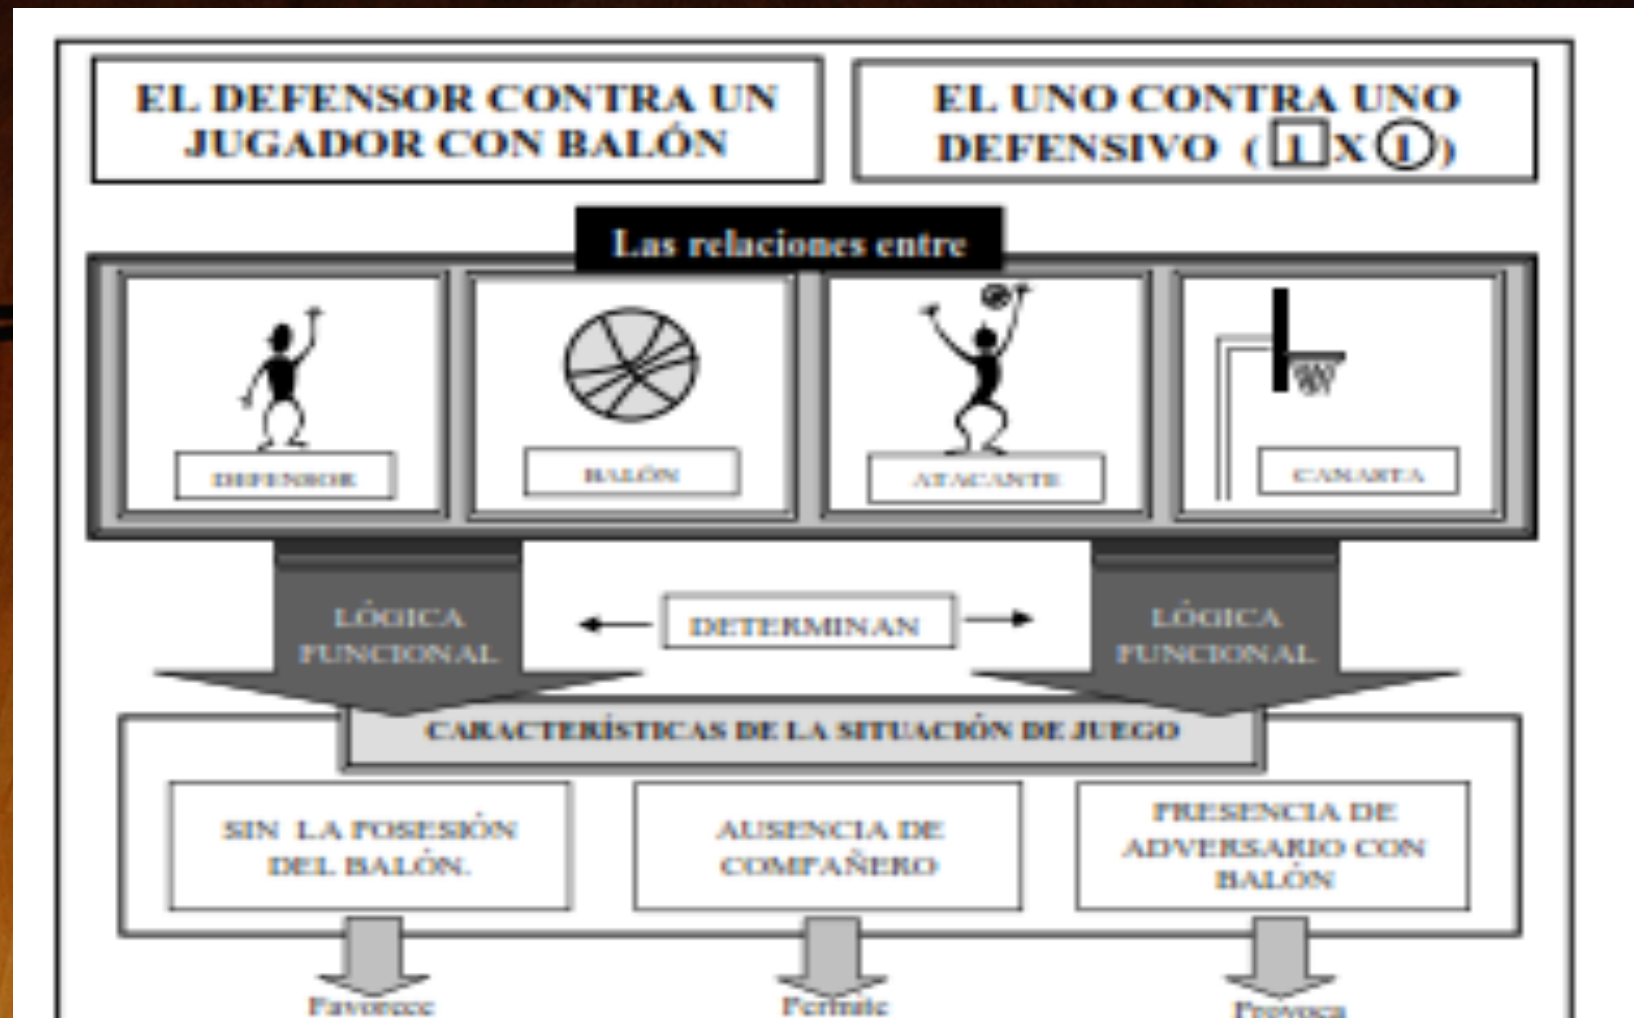 EL DEFENSOR CONTRA UN
JUGADOR CON BALÓN
EL UNO CONTRA UNO
DEFENSIVO ( 1 X 1 )
Las relaciones entre
DEFENSOR
BALÓN
ATACANTE
CANASTA
LÓGICA
FUNCIONAL
DETERMINAN
LÓGICA
FUNCIONAL
CARACTERÍSTICAS DE LA SITUACIÓN DE JUEGO
SIN LA POSESIÓN
DEL BALÓN.
AUSENCIA DE
COMPAÑERO
PRESENCIA DE
ADVERSARIO CON
BALÓN
Favorece
Permite
Provoca